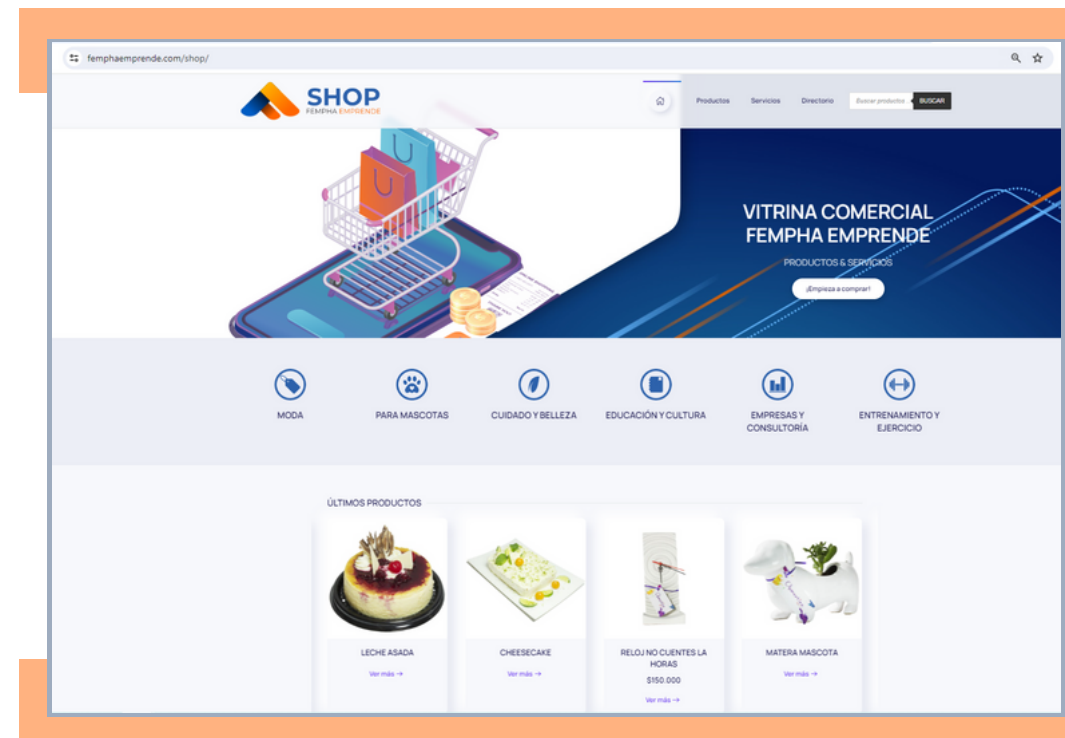 femphaemprende.com/shop/
SHOP
FEMPHA EMPRENDE
Productos
Servicios
Directorio
Buscar productos
BUSCAR
VITRINA COMERCIAL
FEMPHA EMPRENDE
PRODUCTOS & SERVICIOS
¡Empieza a comprar!
MODA
PARA MASCOTAS
CUIDADO Y BELLEZA
EDUCACIÓN Y CULTURA
EMPRESAS Y
CONSULTORÍA
ENTRENAMIENTO Y
EJERCICIO
ÚLTIMOS PRODUCTOS
LECHE ASADA
Ver más →
CHEESECAKE
Ver más →
RELOJ NO CUENTES LA
HORAS
$150.000
Ver más →
MATERA MASCOTA
Ver más →